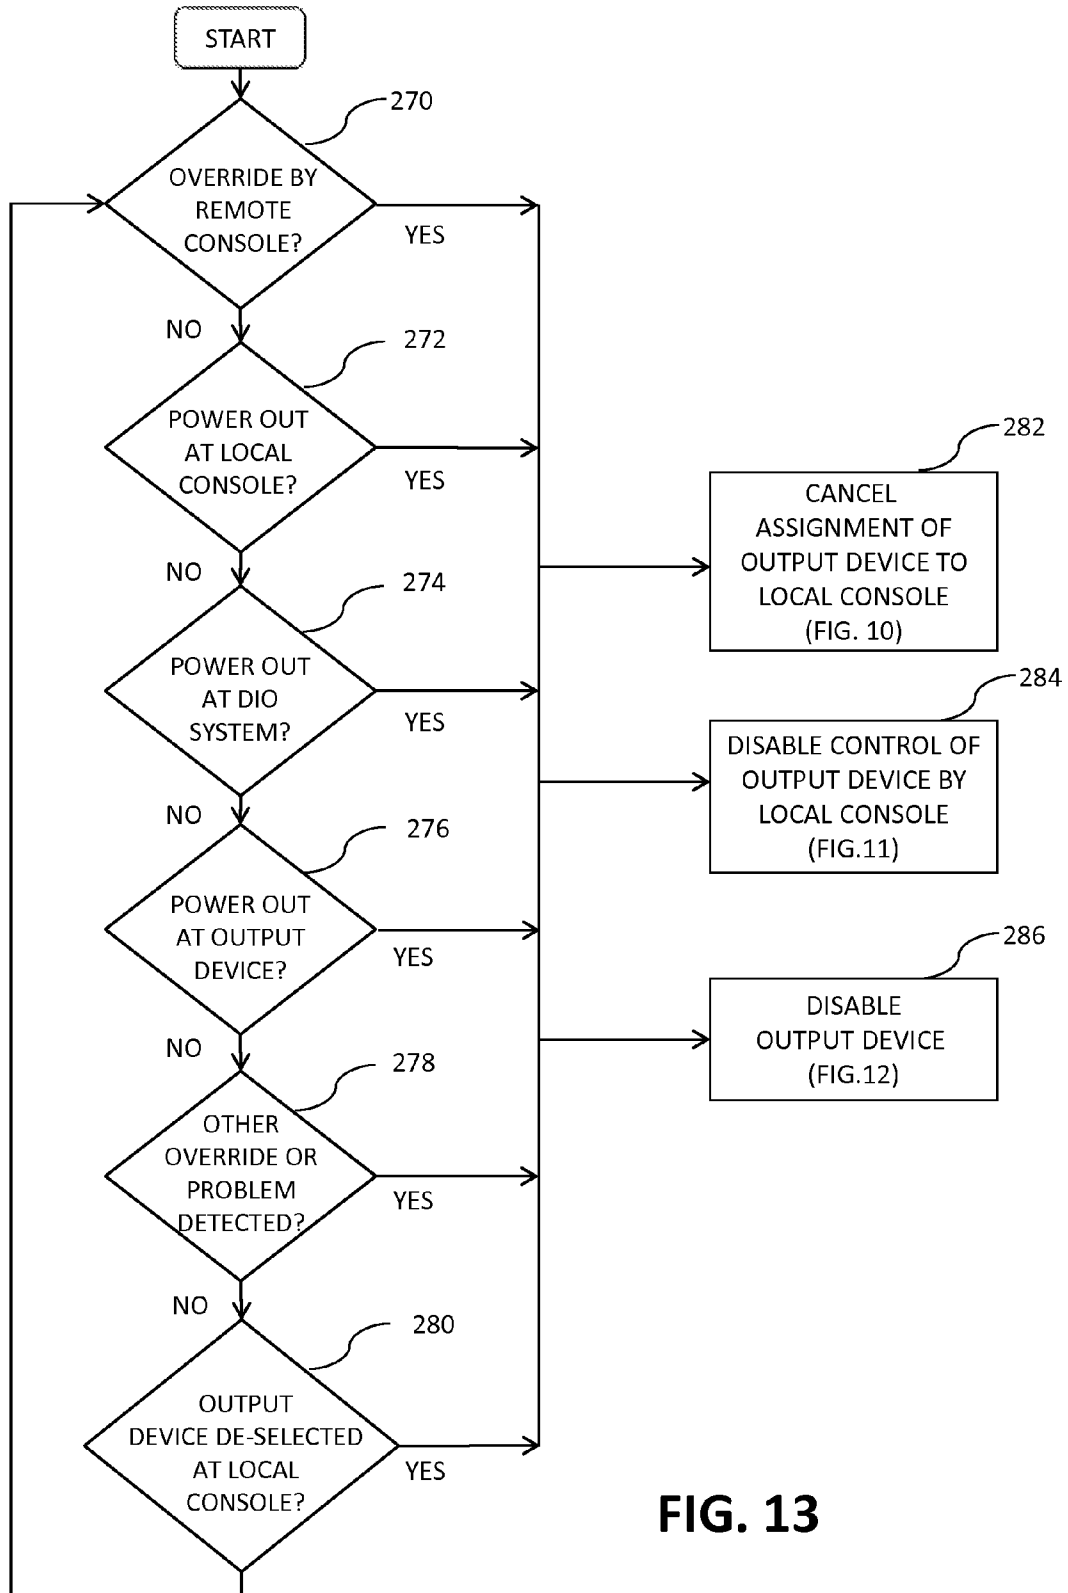 START
270
OVERRIDE BY
REMOTE
CONSOLE?
YES
NO
272
POWER OUT
AT LOCAL
CONSOLE?
YES
NO
274
POWER OUT
AT DIO
SYSTEM?
YES
NO
276
POWER OUT
AT OUTPUT
DEVICE?
YES
NO
278
OTHER
OVERRIDE OR
PROBLEM
DETECTED?
YES
NO
280
OUTPUT
DEVICE DE-SELECTED
AT LOCAL
CONSOLE?
YES
282
CANCEL
ASSIGNMENT OF
OUTPUT DEVICE TO
LOCAL CONSOLE
(FIG. 10)
284
DISABLE CONTROL OF
OUTPUT DEVICE BY
LOCAL CONSOLE
(FIG.11)
286
DISABLE
OUTPUT DEVICE
(FIG.12)
FIG. 13